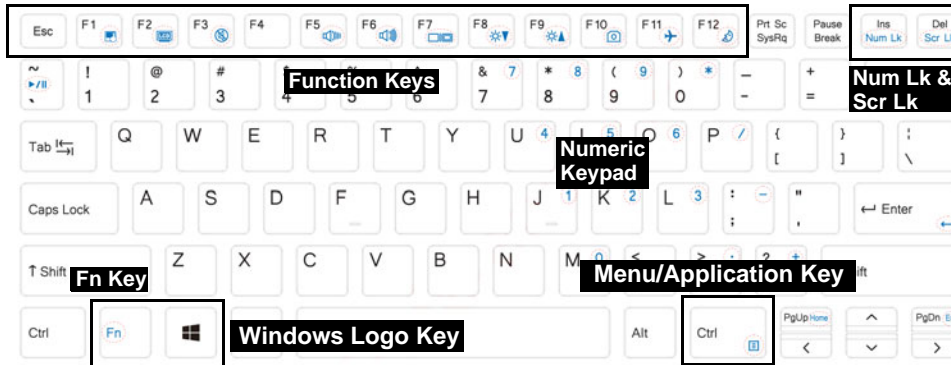 Esc F1 F2 F3 F4 F5 F6 F7 F8 F9 F10 F11 F12 Prt Sc SysRq Pause Break Ins Num Lk Del Scr
~ ` ! 1 @ 2 # 3 4 5 6 & 7 7 * 8 8 ( 9 9 ) 0 * _ - + =
Function Keys
Num Lk &
Scr Lk
Tab Q W E R T Y U 4 5 6 P / { [ } ] \
Numeric
Keypad
Caps Lock A S D F G H J 1 K 2 L 3 : ; - " ' Enter
Shift Z X C V B N M
Fn Key
Menu/Application Key
Ctrl Fn Alt Ctrl PgUp Home PgDn
Windows Logo Key